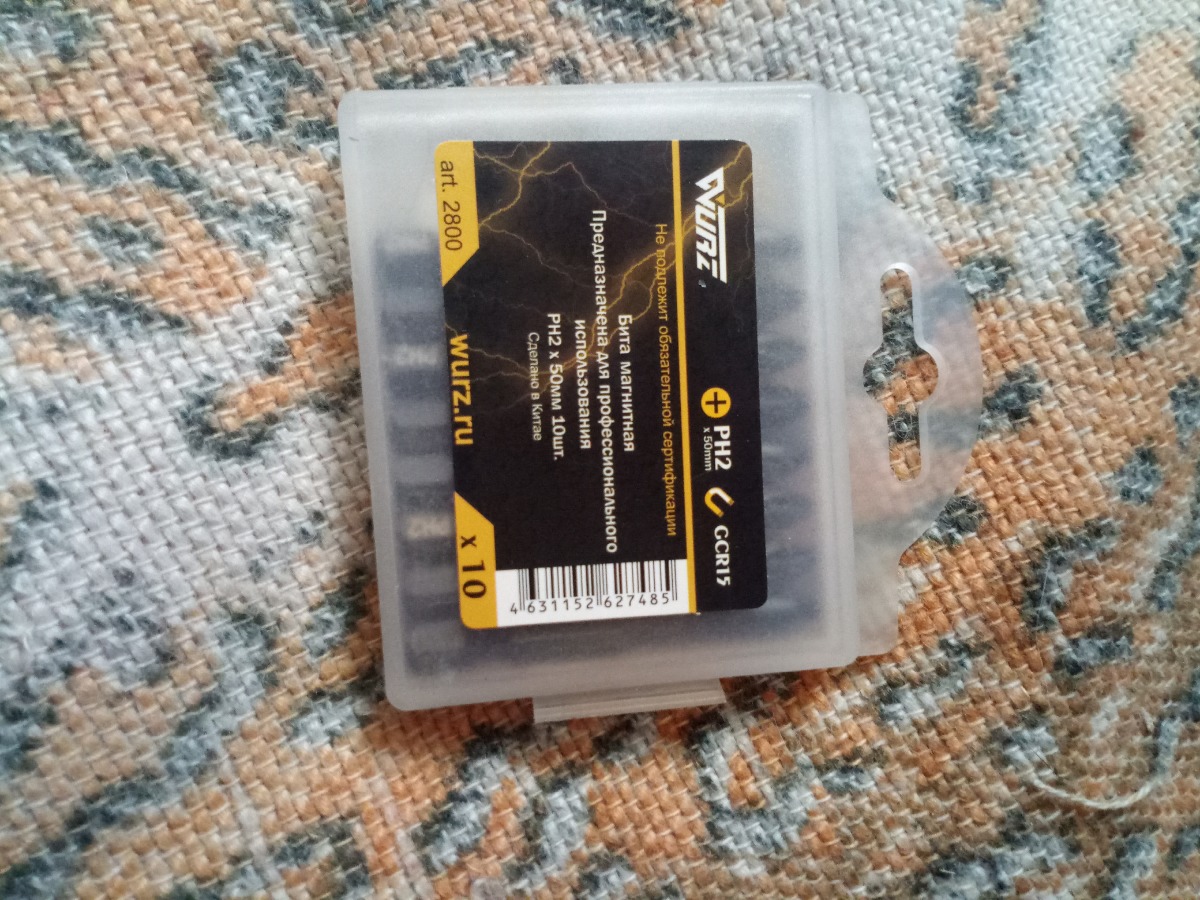 WURZ
PH2
x 50mm
GCR15
Не подлежит обязательной сертификации
Бита магнитная
Предназначена для профессионального
использования
PH2 x 50мм 10шт.
Сделано в Китае
4 631152 627485
art. 2800
wurz.ru
x 10